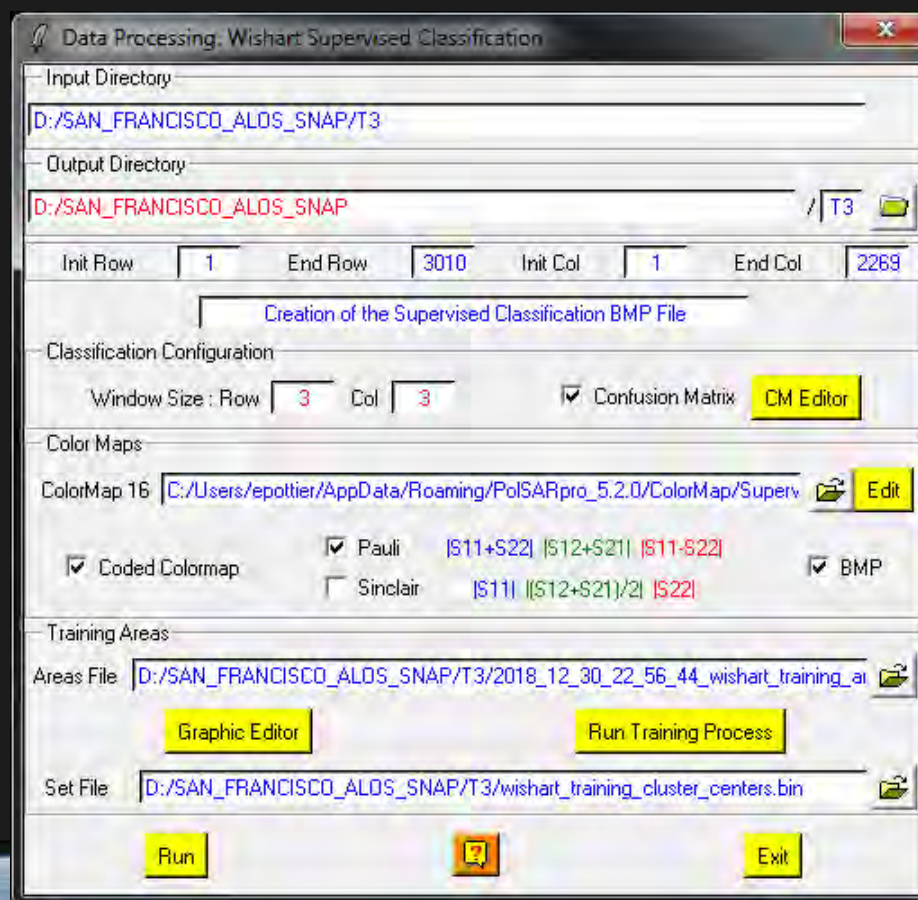 Data Processing: Wishart Supervised Classification
Input Directory
D:/SAN_FRANCISCO_ALOS_SNAP/T3
Output Directory
D:/SAN_FRANCISCO_ALOS_SNAP / T3
Init Row 1 End Row 3010 Init Col 1 End Col 2269
Creation of the Supervised Classification BMP File
Classification Configuration
Window Size : Row 3 Col 3 Confusion Matrix CM Editor
Color Maps
ColorMap 16 C:/Users/epottier/AppData/Roaming/PolSARpro_5.2.0/ColorMap/Superv Edit
Coded Colormap Pauli |S11+S22| |S12+S21| |S11-S22| BMP
Sinclair |S11| |(S12+S21)/2| |S22|
Training Areas
Areas File D:/SAN_FRANCISCO_ALOS_SNAP/T3/2018_12_30_22_56_44_wishart_training_a
Graphic Editor Run Training Process
Set File D:/SAN_FRANCISCO_ALOS_SNAP/T3/wishart_training_cluster_centers.bin
Run ? Exit